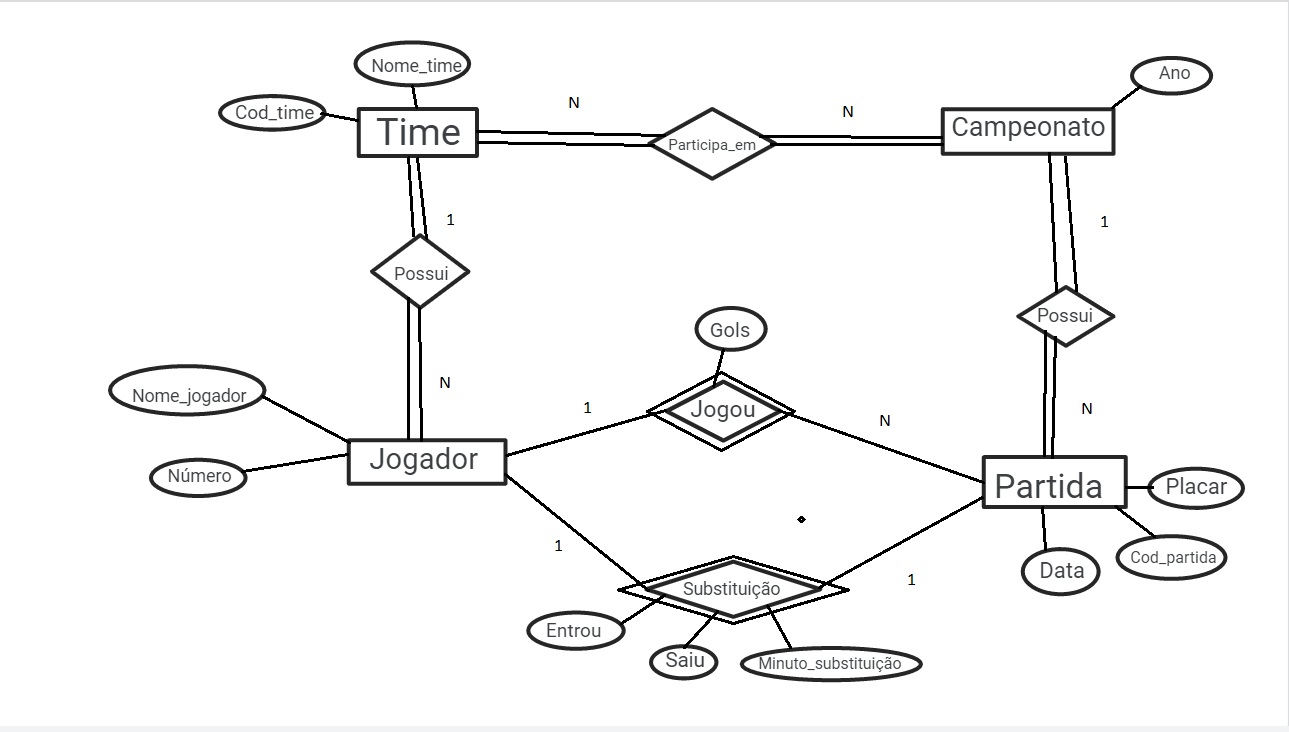 Nome_time
Ano
Cod_time
Time
N
Participa_em
N
Campeonato
1
1
Possui
Possui
Gols
Nome_jogador
N
1
Jogou
N
N
Jogador
Número
Partida
Placar
1
Substituição
1
Data
Cod_partida
Entrou
Saiu
Minuto_substituição